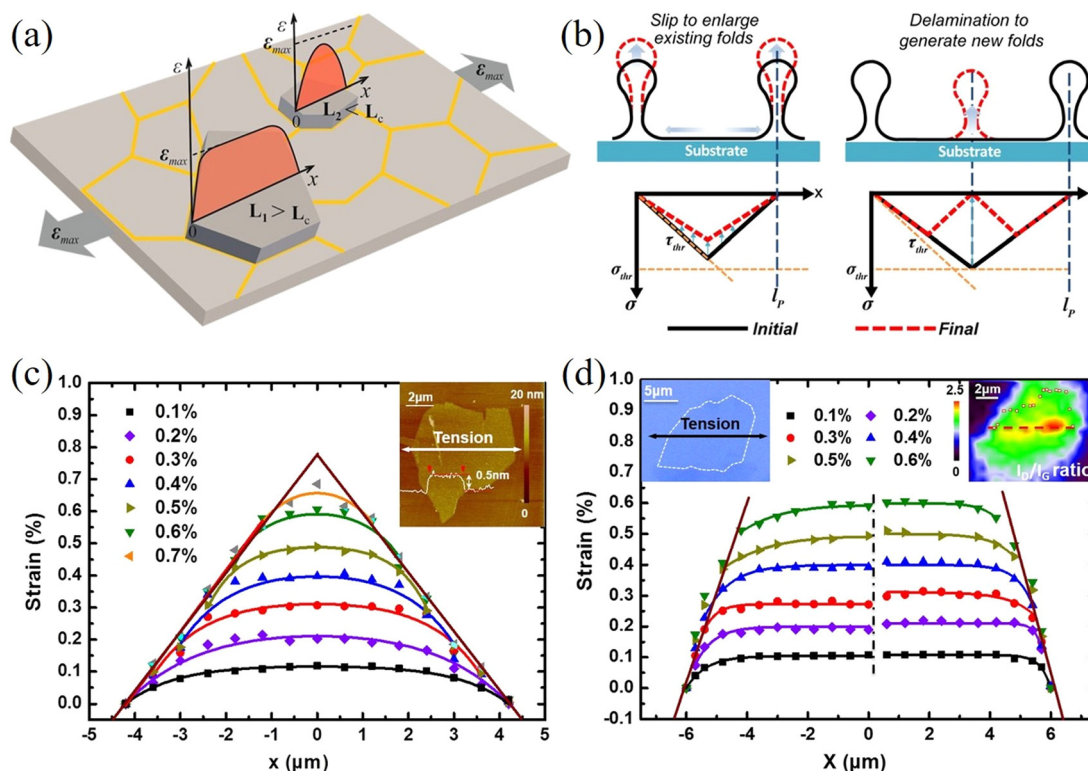 (a)
ε
ε_max
ε_max
x
0
L₂ < L_c
ε
ε_max
x
L₁ > L_c
0
ε_max
(b)
Slip to enlarge
existing folds
Delamination to
generate new folds
Substrate
Substrate
x
τ_thr
σ_thr
σ
l_P
τ_thr
σ_thr
σ
l_P
Initial
Final
(c)
Strain (%)
1.0
0.9
0.8
0.7
0.6
0.5
0.4
0.3
0.2
0.1
0.0
0.1%
0.2%
0.3%
0.4%
0.5%
0.6%
0.7%
2μm
20 nm
Tension
0.5nm
0
-5 -4 -3 -2 -1 0 1 2 3 4 5
x (μm)
(d)
Strain (%)
1.0
0.9
0.8
0.7
0.6
0.5
0.4
0.3
0.2
0.1
0.0
-0.1
5μm
Tension
0.1% 0.2%
0.3% 0.4%
0.5% 0.6%
2.5
2μm
0
I_D/I_G ratio
-6 -4 -2 0 2 4 6
X (μm)